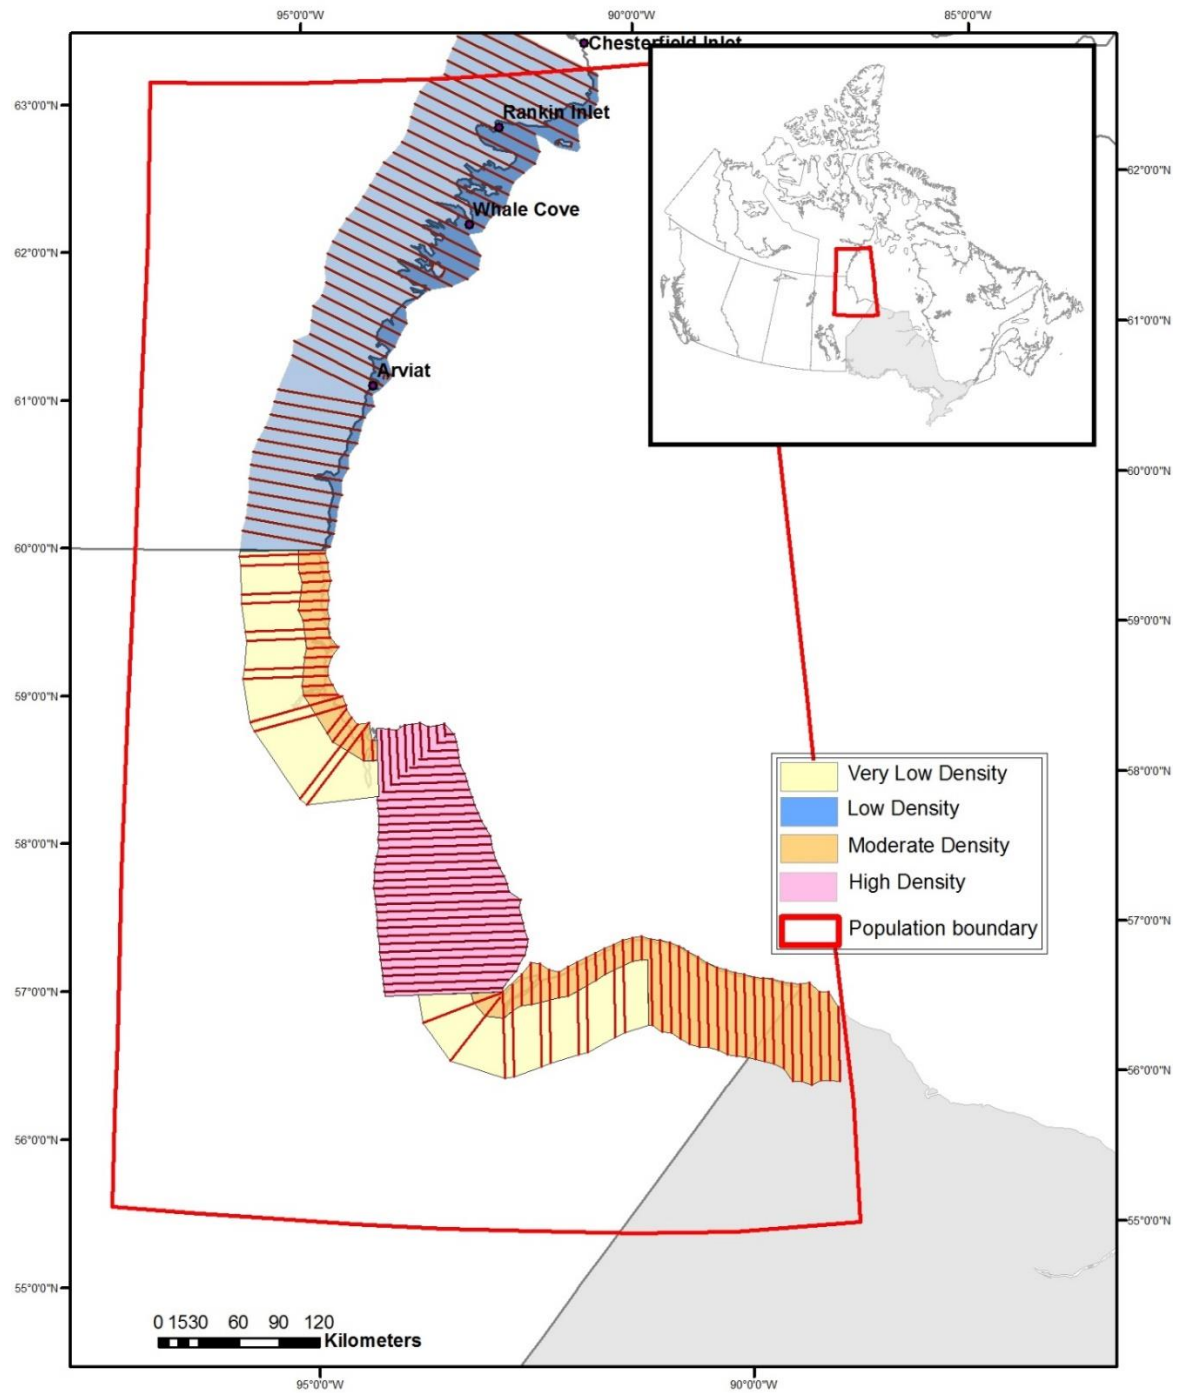 95°0'0"W 90°0'0"W 85°0'0"W
Chesterfield Inlet
63°0'0"N
Rankin Inlet
62°0'0"N
Whale Cove
62°0'0"N
61°0'0"N
Arviat
61°0'0"N
60°0'0"N
60°0'0"N
59°0'0"N
59°0'0"N
58°0'0"N
Very Low Density
Low Density
58°0'0"N
Moderate Density
High Density
57°0'0"N
Population boundary
57°0'0"N
56°0'0"N
56°0'0"N
55°0'0"N
55°0'0"N
0 1530 60 90 120
Kilometers
95°0'0"W 90°0'0"W